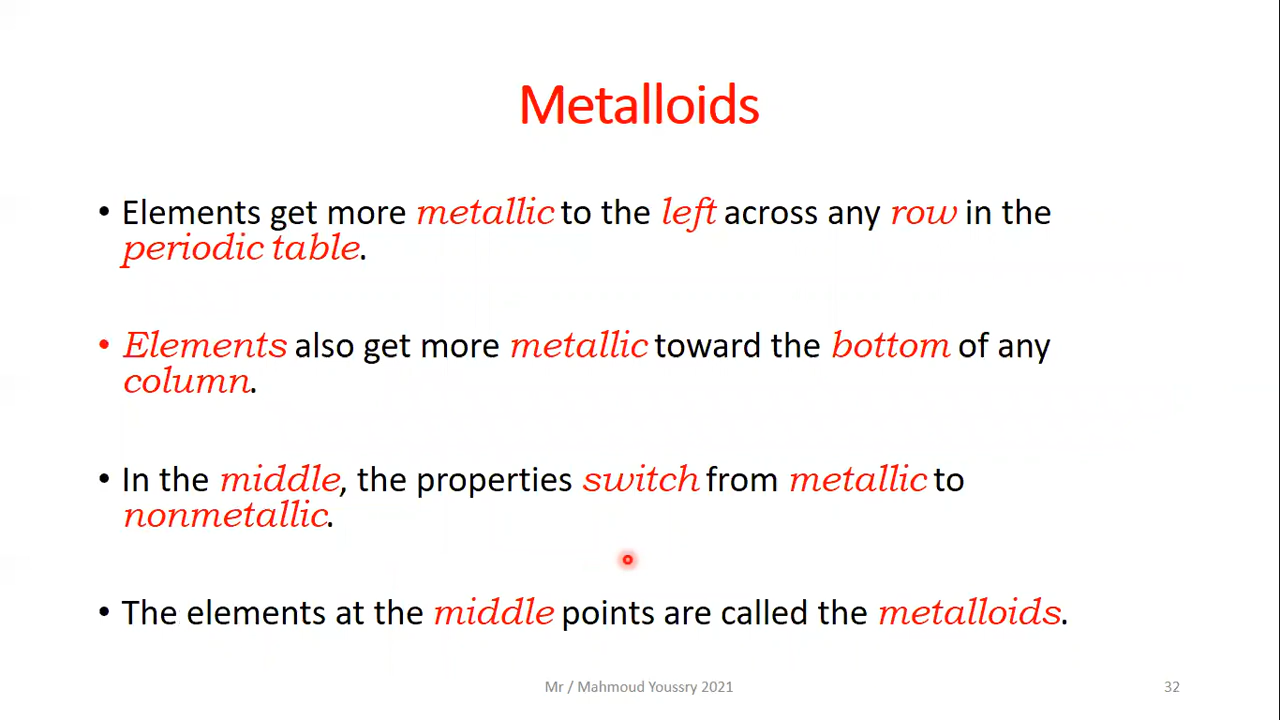 Metalloids
• Elements get more metallic to the left across any row in the
periodic table.
• Elements also get more metallic toward the bottom of any
column.
• In the middle, the properties switch from metallic to
nonmetallic.
• The elements at the middle points are called the metalloids.
Mr / Mahmoud Youssry 2021
32